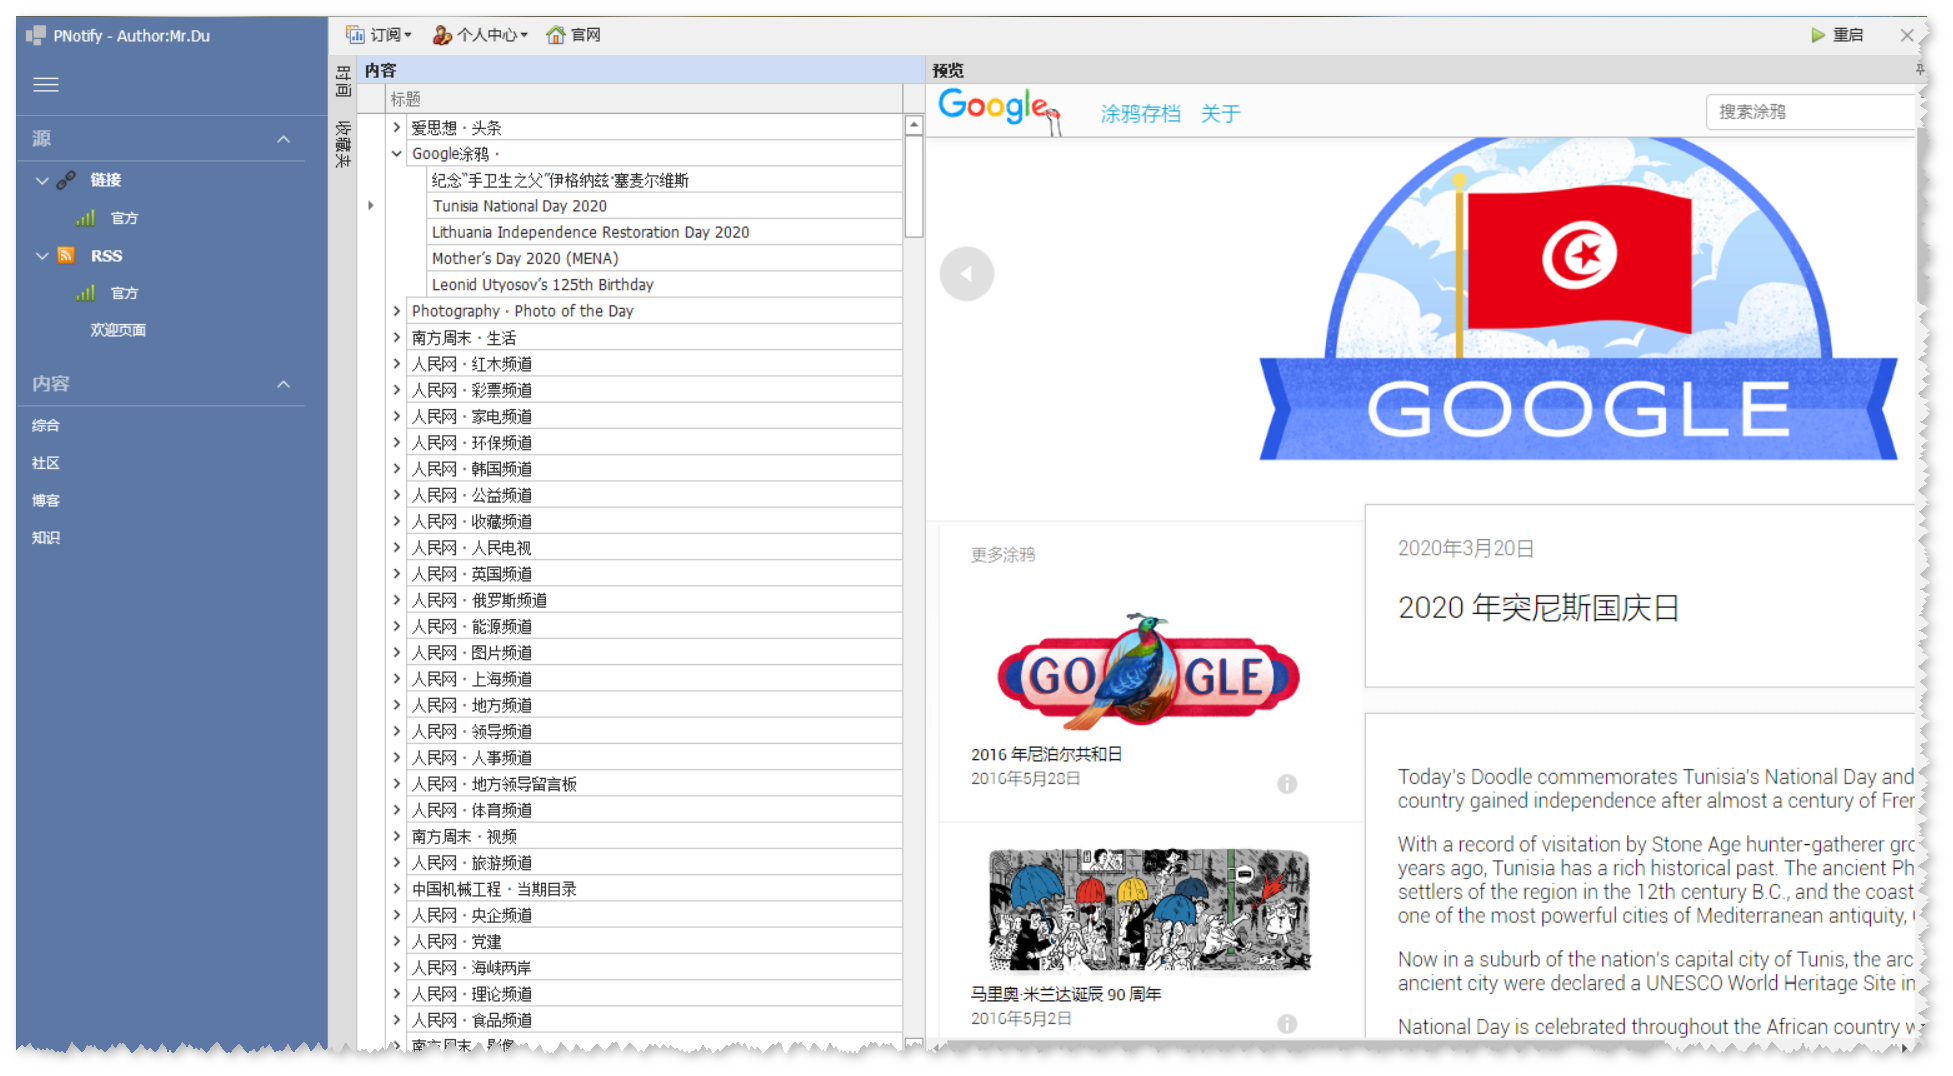 PNotify - Author:Mr.Du
订阅
个人中心
官网
重启
源
链接
官方
RSS
官方
欢迎页面
内容
综合
社区
博客
知识
时间
收藏夹
内容
标题
爱思想 · 头条
Google涂鸦 ·
纪念“手卫生之父”伊格纳兹·塞麦尔维斯
Tunisia National Day 2020
Lithuania Independence Restoration Day 2020
Mother’s Day 2020 (MENA)
Leonid Utyosov’s 125th Birthday
Photography · Photo of the Day
南方周末 · 生活
人民网 · 红木频道
人民网 · 彩票频道
人民网 · 家电频道
人民网 · 环保频道
人民网 · 韩国频道
人民网 · 公益频道
人民网 · 收藏频道
人民网 · 人民电视
人民网 · 英国频道
人民网 · 俄罗斯频道
人民网 · 能源频道
人民网 · 图片频道
人民网 · 上海频道
人民网 · 地方频道
人民网 · 领导频道
人民网 · 人事频道
人民网 · 地方领导留言板
人民网 · 体育频道
南方周末 · 视频
人民网 · 旅游频道
中国机械工程 · 当期目录
人民网 · 央企频道
人民网 · 党建
人民网 · 海峡两岸
人民网 · 理论频道
人民网 · 食品频道
南方周末 · 影像
预览
Google
涂鸦存档
关于
搜索涂鸦
GOOGLE
更多涂鸦
GO GLE
2016 年尼泊尔共和日
2016年5月28日
马里奥·米兰达诞辰 90 周年
2016年5月2日
2020年3月20日
2020 年突尼斯国庆日
Today's Doodle commemorates Tunisia's National Day and
country gained independence after almost a century of
With a record of visitation by Stone Age hunter-gatherer
years ago, Tunisia has a rich historical past. The ancient
settlers of the region in the 12th century B.C., and the coast
one of the most powerful cities of Mediterranean antiquity,
Now in a suburb of the nation's capital city of Tunis, the
ancient city were declared a UNESCO World Heritage Site in
National Day is celebrated throughout the African country